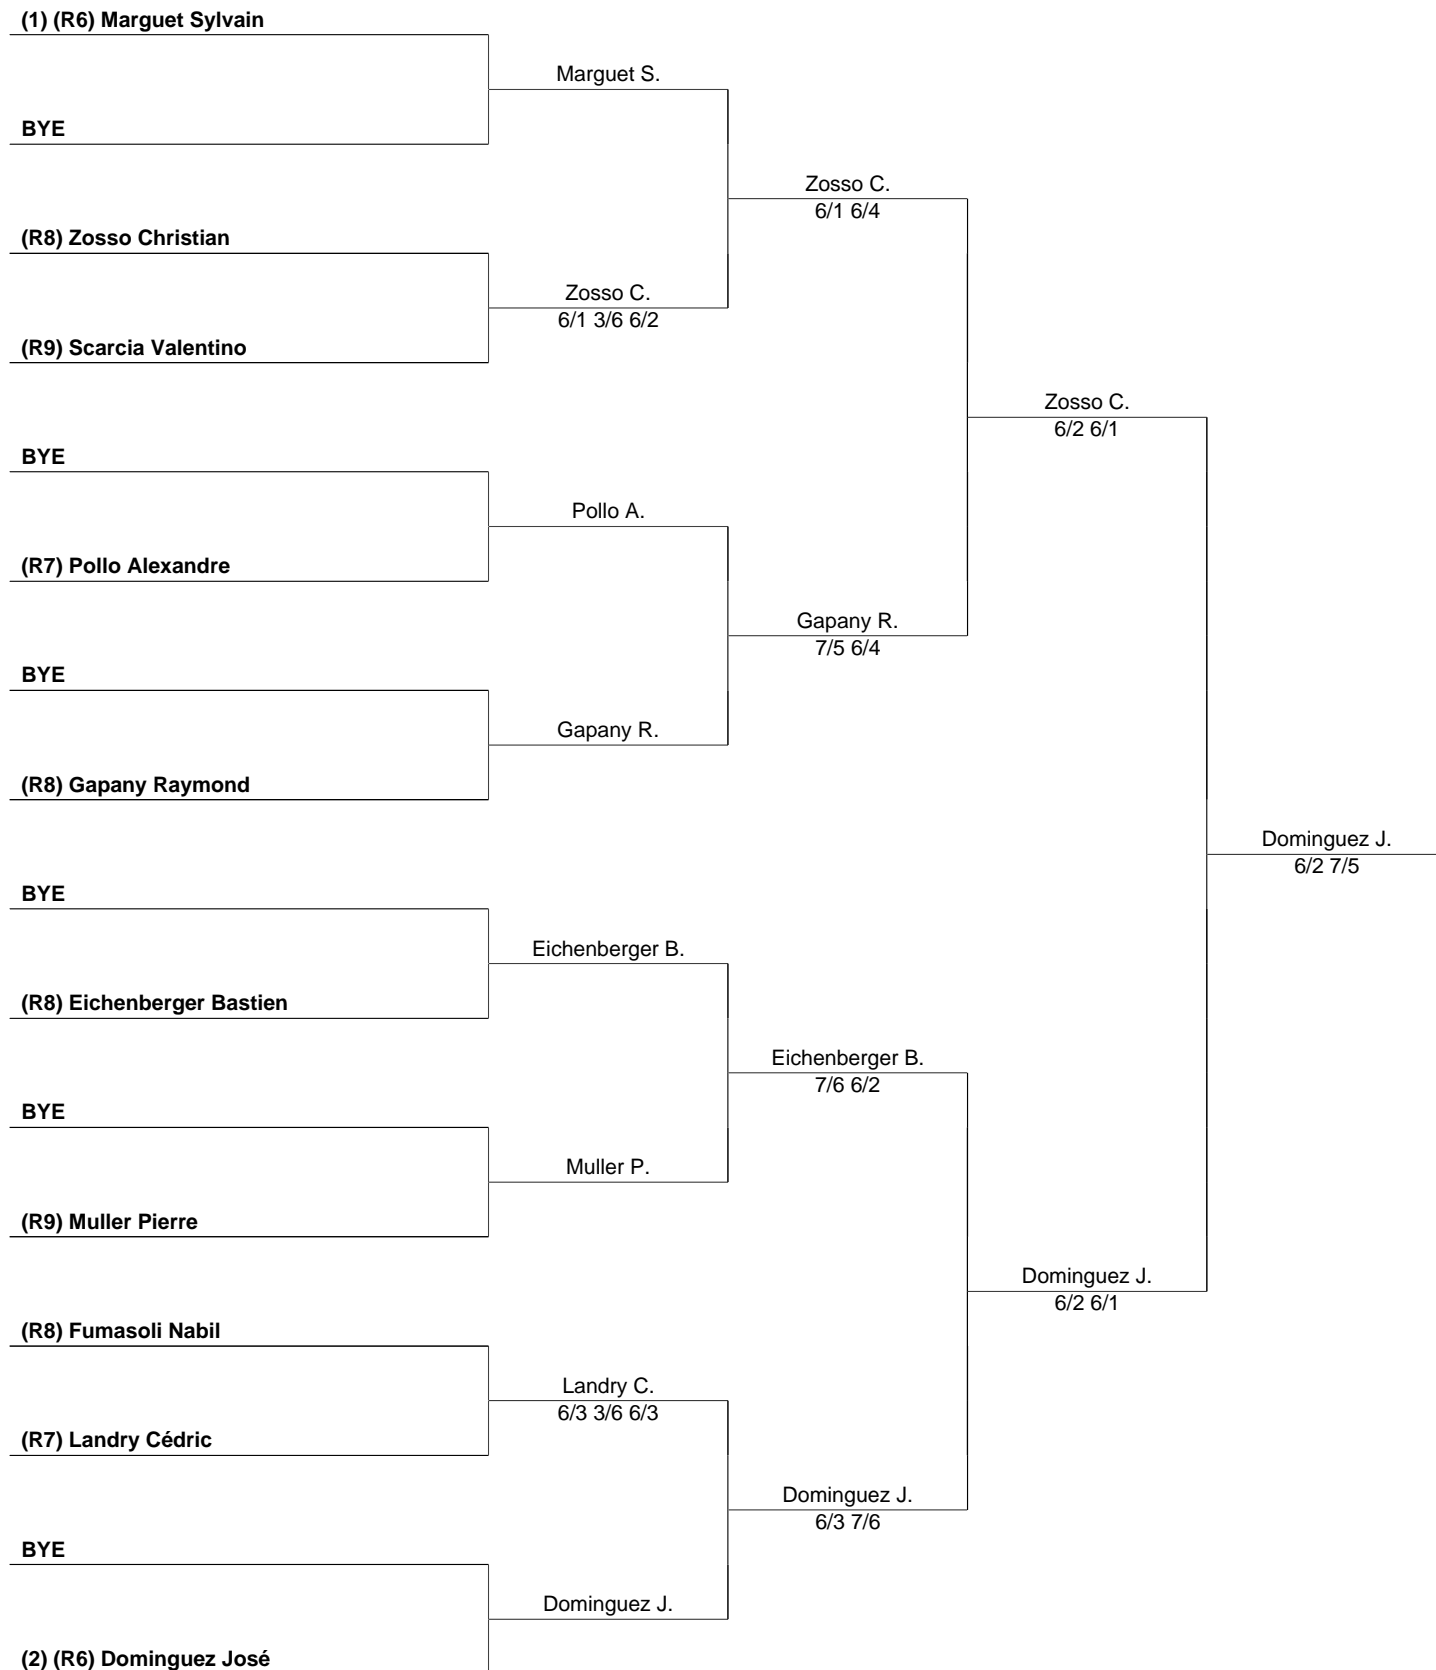 (1) (R6) Marguet Sylvain
Marguet S.
BYE
Zosso C.
6/1 6/4
(R8) Zosso Christian
Zosso C.
6/1 3/6 6/2
(R9) Scarcia Valentino
Zosso C.
6/2 6/1
BYE
Pollo A.
(R7) Pollo Alexandre
Gapany R.
7/5 6/4
BYE
Gapany R.
(R8) Gapany Raymond
Dominguez J.
6/2 7/5
BYE
Eichenberger B.
(R8) Eichenberger Bastien
Eichenberger B.
7/6 6/2
BYE
Muller P.
(R9) Muller Pierre
Dominguez J.
6/2 6/1
(R8) Fumasoli Nabil
Landry C.
6/3 3/6 6/3
(R7) Landry Cédric
Dominguez J.
6/3 7/6
BYE
Dominguez J.
(2) (R6) Dominguez José